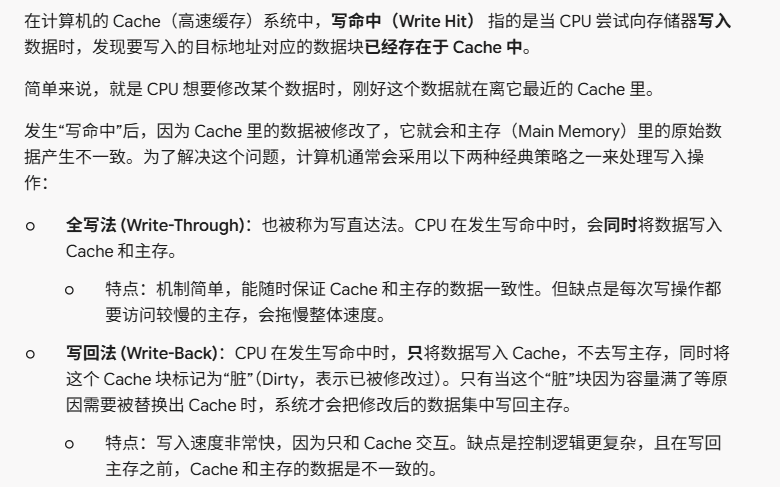 在计算机的 Cache（高速缓存）系统中，写命中（Write Hit） 指的是当 CPU 尝试向存储器写入
数据时，发现要写入的目标地址对应的数据块已经存在于 Cache 中。
简单来说，就是 CPU 想要修改某个数据时，刚好这个数据就在离它最近的 Cache 里。
发生“写命中”后，因为 Cache 里的数据被修改了，它就会和主存（Main Memory）里的原始数
据产生不一致。为了解决这个问题，计算机通常会采用以下两种经典策略之一来处理写入操
作：
全写法 (Write-Through)：也被称为写直达法。CPU 在发生写命中时，会同时将数据写入
Cache 和主存。
特点：机制简单，能随时保证 Cache 和主存的数据一致性。但缺点是每次写操作都
要访问较慢的主存，会拖慢整体速度。
写回法 (Write-Back)：CPU 在发生写命中时，只将数据写入 Cache，不去写主存，同时将
这个 Cache 块标记为“脏”（Dirty，表示已被修改过）。只有当这个“脏”块因为容量满了等原
因需要被替换出 Cache 时，系统才会把修改后的数据集中写回主存。
特点：写入速度非常快，因为只和 Cache 交互。缺点是控制逻辑更复杂，且在写回
主存之前，Cache 和主存的数据是不一致的。